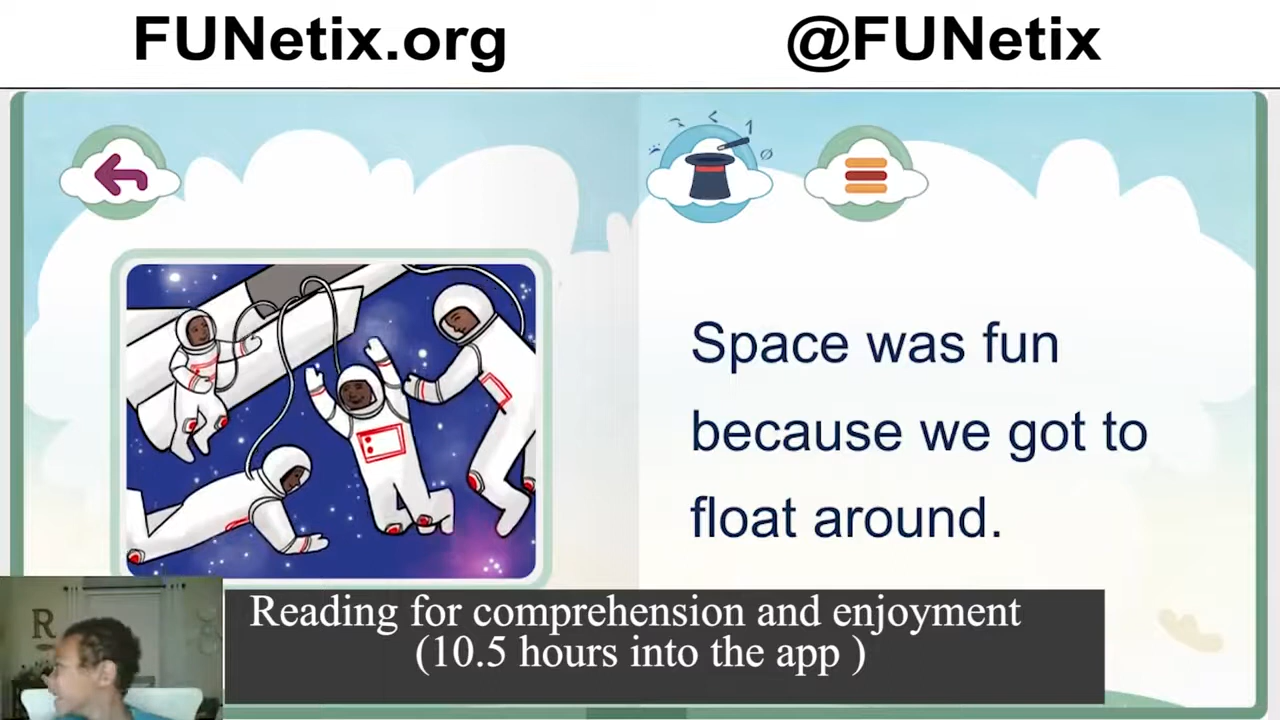 FUNetix.org
@FUNetix
Space was fun
because we got to
float around.
R
Reading for comprehension and enjoyment
(10.5 hours into the app )